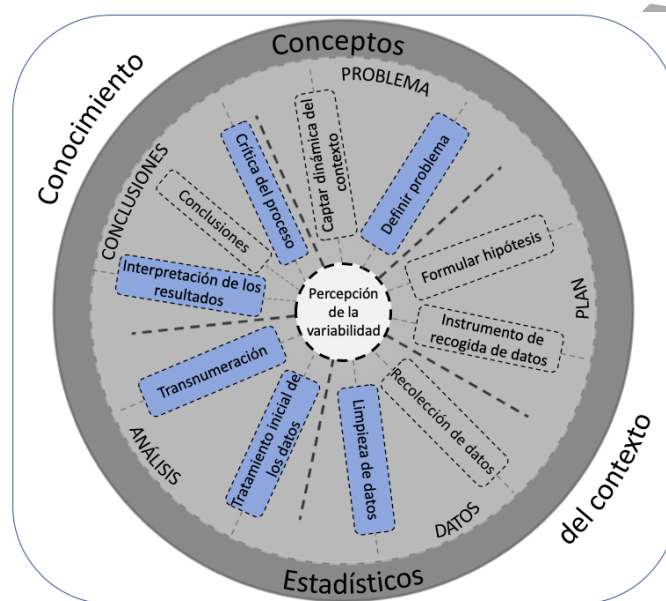 Conceptos
Conocimiento
PROBLEMA
Captar dinámica del
contexto
Definir problema
PLAN
Formular hipótesis
Instrumento de
recogida de datos
DATOS
Recolección de datos
Limpieza de datos
ANÁLISIS
Tratamiento inicial de
los datos
Transnumeración
CONCLUSIONES
Interpretación de los
resultados
Conclusiones
Crítica del proceso
Percepción
de la
variabilidad
del contexto
Estadísticos